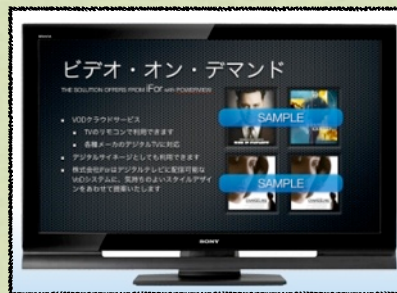 ビデオ・オン・デマンド
THE SOLUTION OFFERS FROM iFor WITH POWERVIEW
VODクラウドサービス
TVのリモコンで利用できます
各種メーカのデジタルTVに対応
デジタルサイネージとしても利用できます
株式会社iForはデジタルテレビに配信可能な
VoDシステムに、気持ちのよいスタイルデザイ
ンをあわせて提案いたします
SAMPLE
SAMPLE
SONY